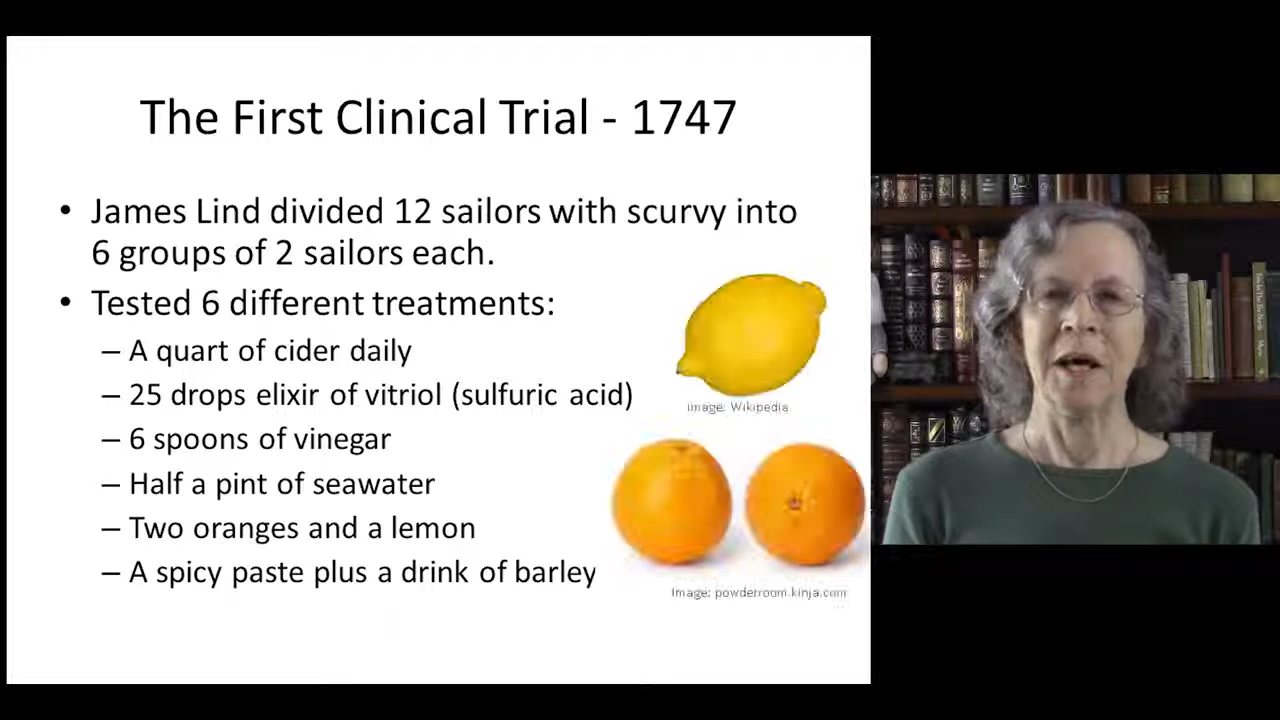 The First Clinical Trial - 1747
• James Lind divided 12 sailors with scurvy into
6 groups of 2 sailors each.
• Tested 6 different treatments:
– A quart of cider daily
– 25 drops elixir of vitriol (sulfuric acid)
– 6 spoons of vinegar
– Half a pint of seawater
– Two oranges and a lemon
– A spicy paste plus a drink of barley
Image: Wikipedia
Image: powderroom.kinja.com